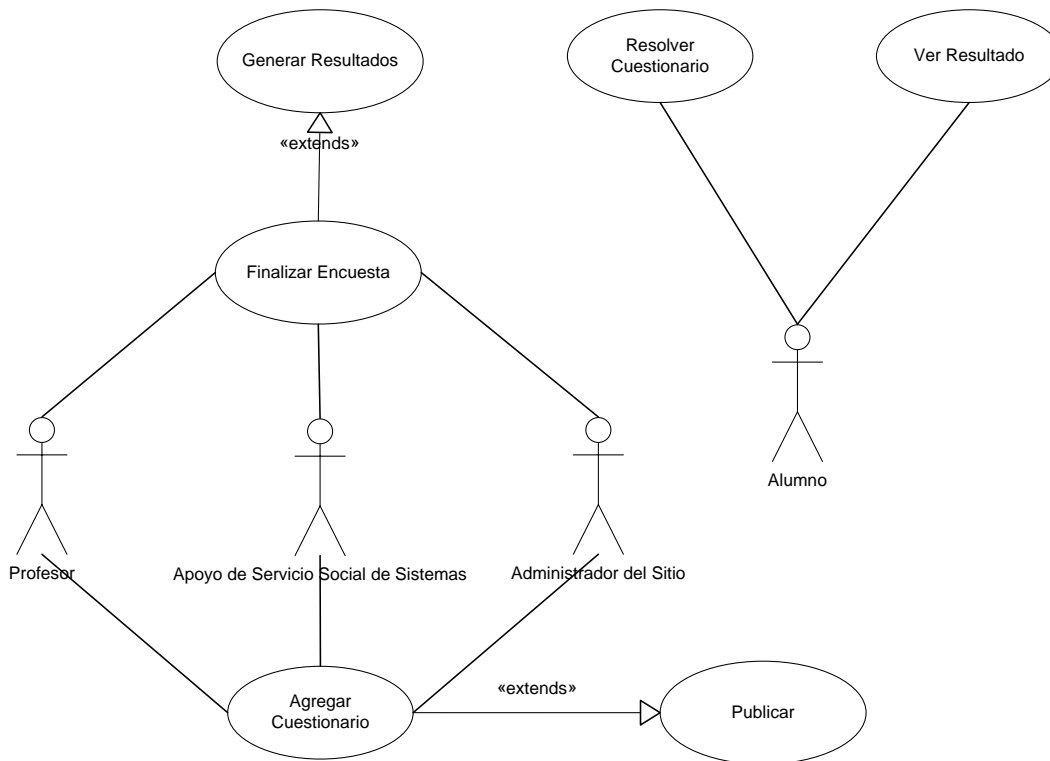 Generar Resultados
Resolver
Cuestionario
Ver Resultado
«extends»
Finalizar Encuesta
Alumno
Profesor
Apoyo de Servicio Social de Sistemas
Administrador del Sitio
Agregar
Cuestionario
«extends»
Publicar